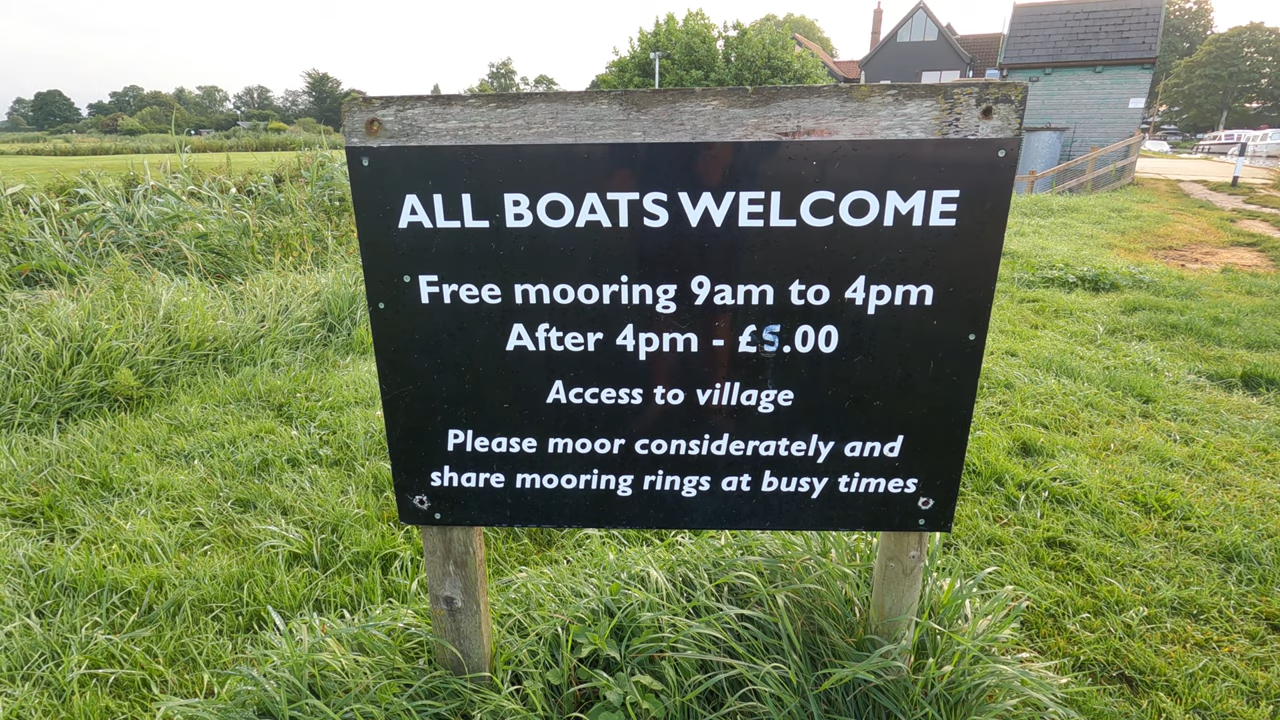 ALL BOATS WELCOME
Free mooring 9am to 4pm
After 4pm - £5.00
Access to village
Please moor considerately and
share mooring rings at busy times